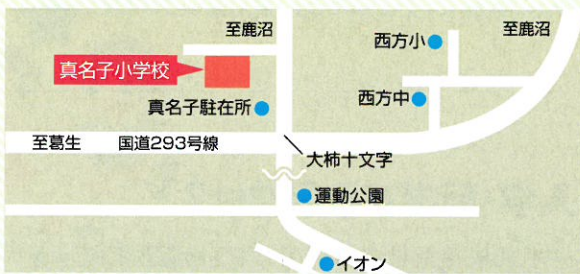 至鹿沼
西方小
至鹿沼
真名子小学校
西方中
真名子駐在所
至葛生 国道293号線
大柿十文字
運動公園
イオン